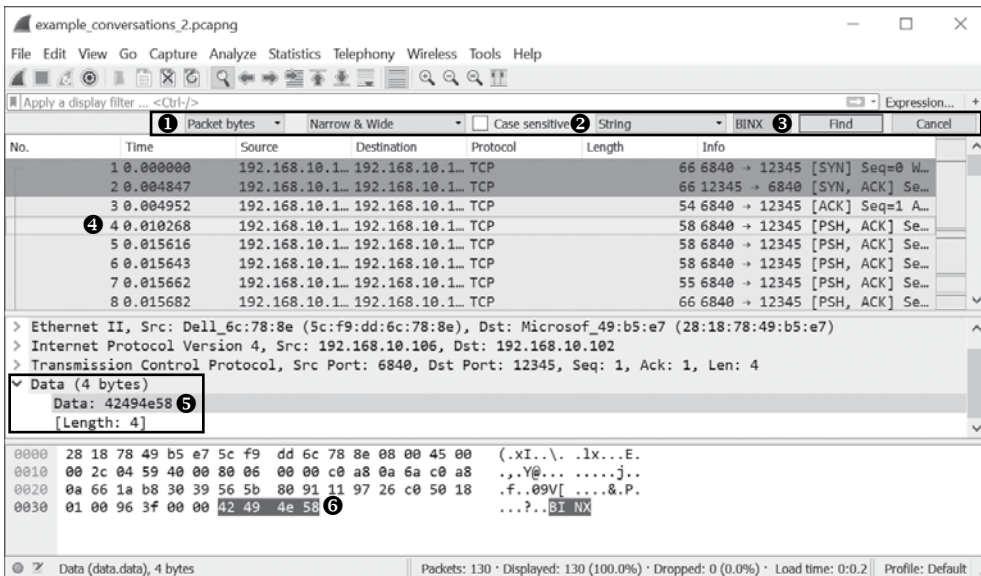 example_conversations_2.pcapng
File Edit View Go Capture Analyze Statistics Telephony Wireless Tools Help
Apply a display filter ... <Ctrl-/> Expression... +
❶ Packet bytes Narrow & Wide Case sensitive ❷ String BINX ❸ Find Cancel
No. Time Source Destination Protocol Length Info
1 0.000000 192.168.10.1… 192.168.10.1… TCP 66 6840 → 12345 [SYN] Seq=0 W…
2 0.004847 192.168.10.1… 192.168.10.1… TCP 66 12345 → 6840 [SYN, ACK] Se…
3 0.004952 192.168.10.1… 192.168.10.1… TCP 54 6840 → 12345 [ACK] Seq=1 A…
❹ 4 0.010268 192.168.10.1… 192.168.10.1… TCP 58 6840 → 12345 [PSH, ACK] Se…
5 0.015616 192.168.10.1… 192.168.10.1… TCP 58 6840 → 12345 [PSH, ACK] Se…
6 0.015643 192.168.10.1… 192.168.10.1… TCP 58 6840 → 12345 [PSH, ACK] Se…
7 0.015662 192.168.10.1… 192.168.10.1… TCP 55 6840 → 12345 [PSH, ACK] Se…
8 0.015682 192.168.10.1… 192.168.10.1… TCP 66 6840 → 12345 [PSH, ACK] Se…
> Ethernet II, Src: Dell_6c:78:8e (5c:f9:dd:6c:78:8e), Dst: Microsof_49:b5:e7 (28:18:78:49:b5:e7)
> Internet Protocol Version 4, Src: 192.168.10.106, Dst: 192.168.10.102
> Transmission Control Protocol, Src Port: 6840, Dst Port: 12345, Seq: 1, Ack: 1, Len: 4
Data (4 bytes)
Data: 42494e58 ❺
[Length: 4]
0000 28 18 78 49 b5 e7 5c f9 dd 6c 78 8e 08 00 45 00 (.xI..\. .lx...E.
0010 00 2c 04 59 40 00 80 06 00 00 c0 a8 0a 6a c0 a8 .,.Y@... .....j..
0020 0a 66 1a b8 30 39 56 5b 80 91 11 97 26 c0 50 18 .f..09V[ ....&.P.
0030 01 00 96 3f 00 00 42 49 4e 58 ❻ ...?..BI NX
Data (data.data), 4 bytes Packets: 130 · Displayed: 130 (100.0%) · Dropped: 0 (0.0%) · Load time: 0:0.2 Profile: Default